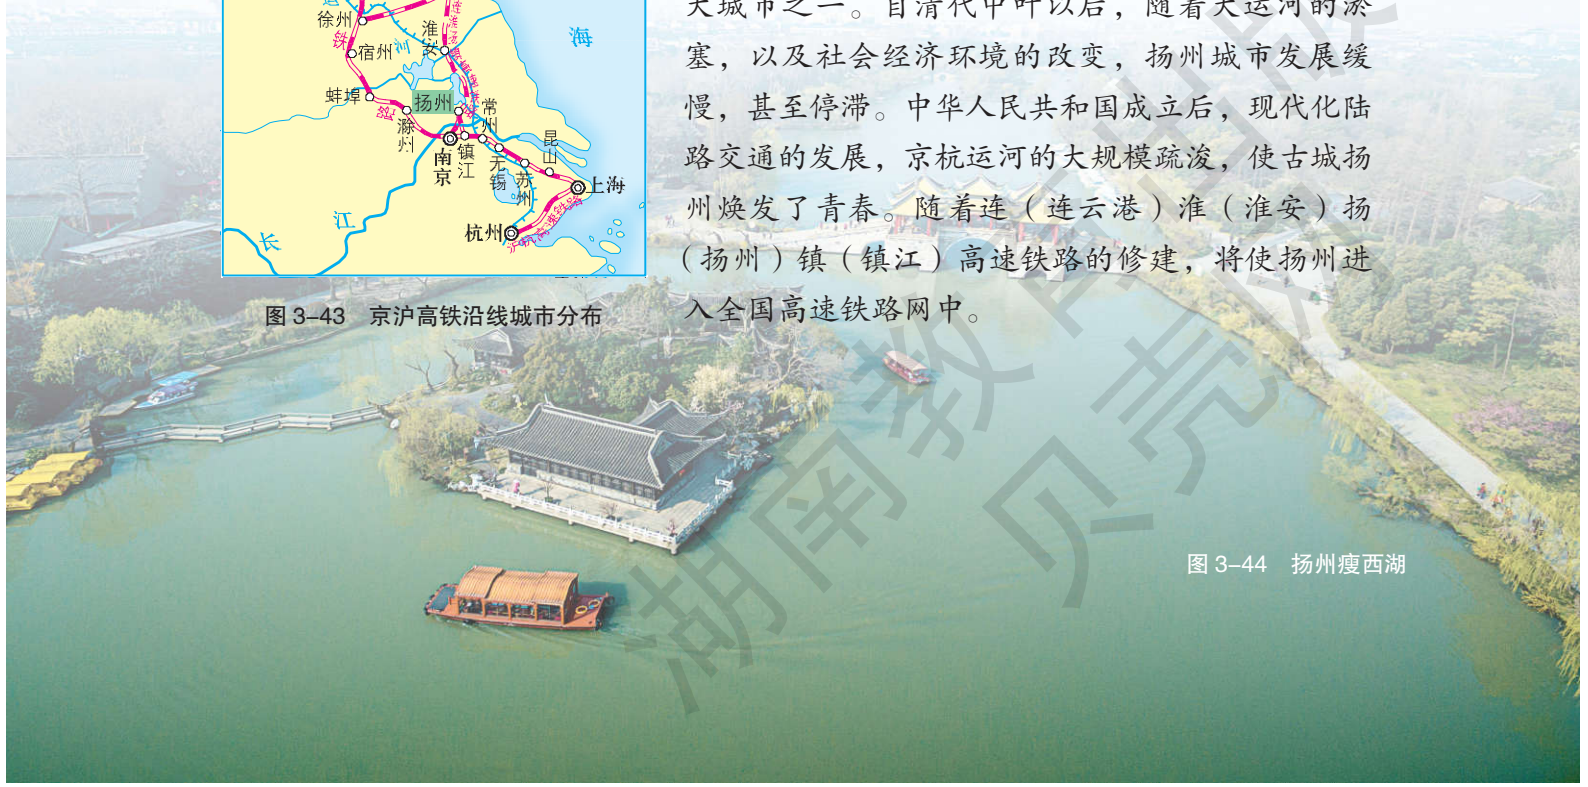 徐州
宿州
蚌埠
滁州
淮安
扬州
南京
镇江
常州
无锡
苏州
昆山
上海
杭州
沪杭高速铁路
长江
海
图 3–43　京沪高铁沿线城市分布
大城市之一。自清代中叶以后，随着大运河的淤
塞，以及社会经济环境的改变，扬州城市发展缓
慢，甚至停滞。中华人民共和国成立后，现代化陆
路交通的发展，京杭运河的大规模疏浚，使古城扬
州焕发了青春。随着连（连云港）淮（淮安）扬
（扬州）镇（镇江）高速铁路的修建，将使扬州进
入全国高速铁路网中。
图 3–44　扬州瘦西湖
湖南教育出版
贝壳网